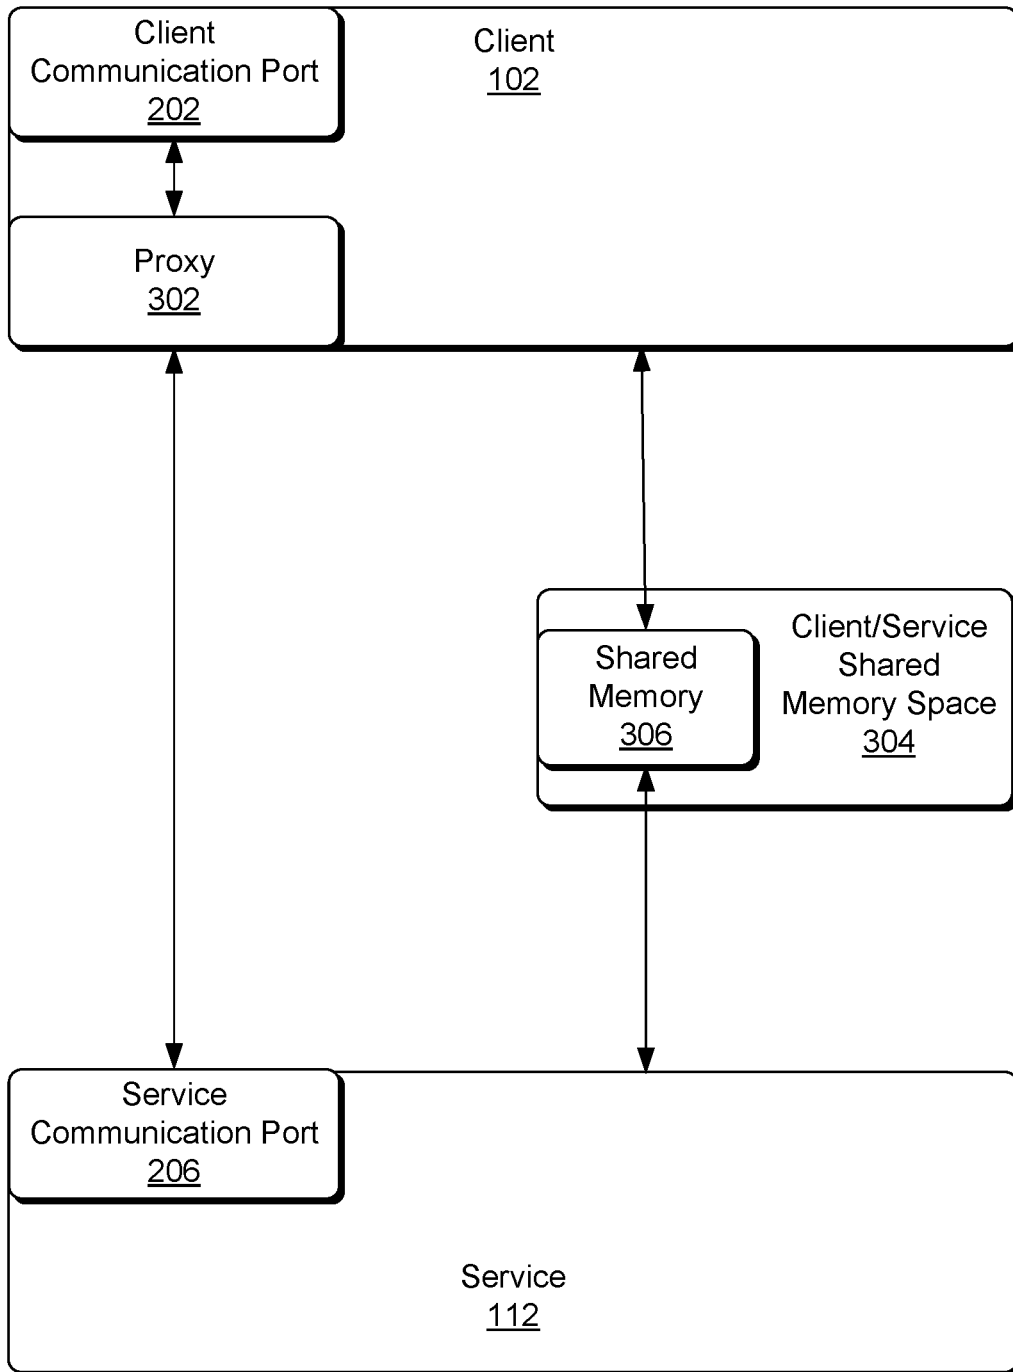 Client
Communication Port
202
Client
102
Proxy
302
Client/Service
Shared
Memory Space
304
Shared
Memory
306
Service
Communication Port
206
Service
112